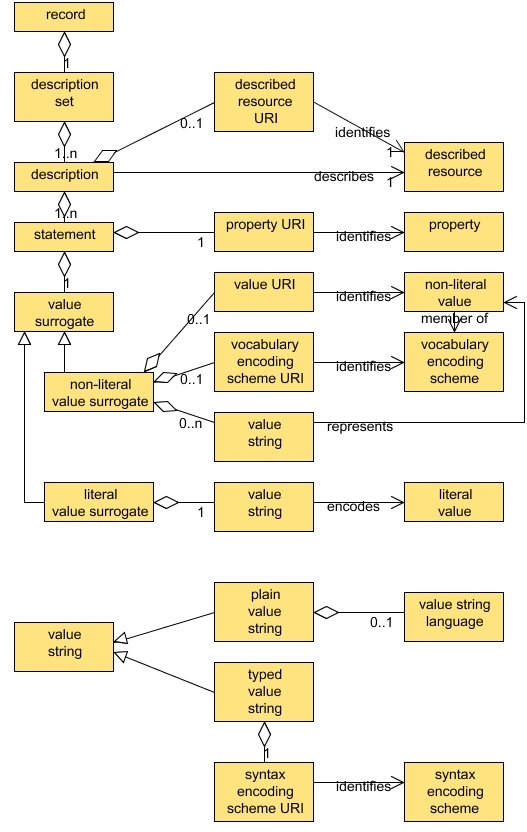 record
1
description
set
described
resource
URI
0..1
identifies
1
1..n
described
resource
description
describes
1
1..n
statement
property URI
1
identifies
property
1
value
surrogate
value URI
identifies
non-literal
value
0..1
member of
vocabulary
encoding
scheme URI
identifies
vocabulary
encoding
scheme
non-literal
value surrogate
0..1
0..n
value
string
represents
literal
value surrogate
1
value
string
encodes
literal
value
plain
value
string
0..1
value string
language
value
string
typed
value
string
1
syntax
encoding
scheme URI
identifies
syntax
encoding
scheme